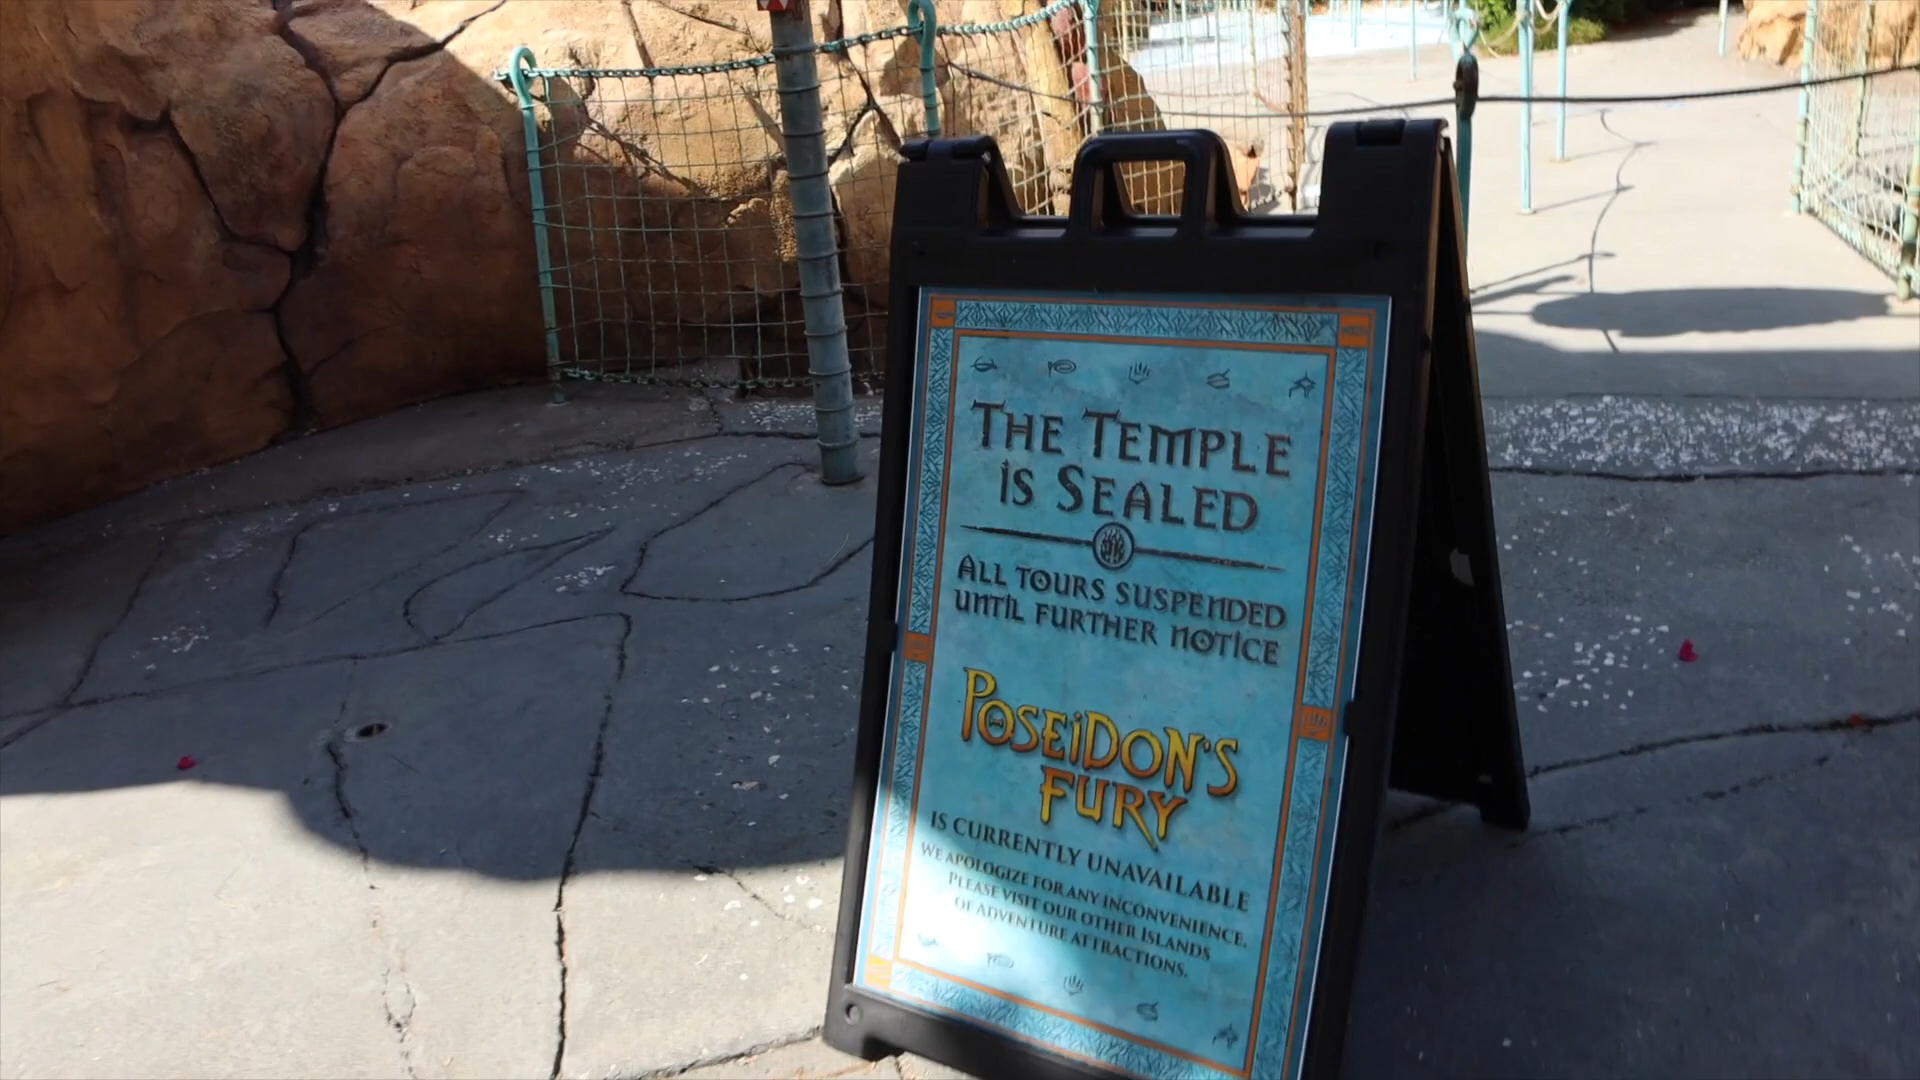 THE TEMPLE
IS SEALED
ALL TOURS SUSPENDED
UNTIL FURTHER NOTICE
POSEIDON'S
FURY
IS CURRENTLY UNAVAILABLE
WE APOLOGIZE FOR ANY INCONVENIENCE.
PLEASE VISIT OUR OTHER ISLANDS
OF ADVENTURE ATTRACTIONS.